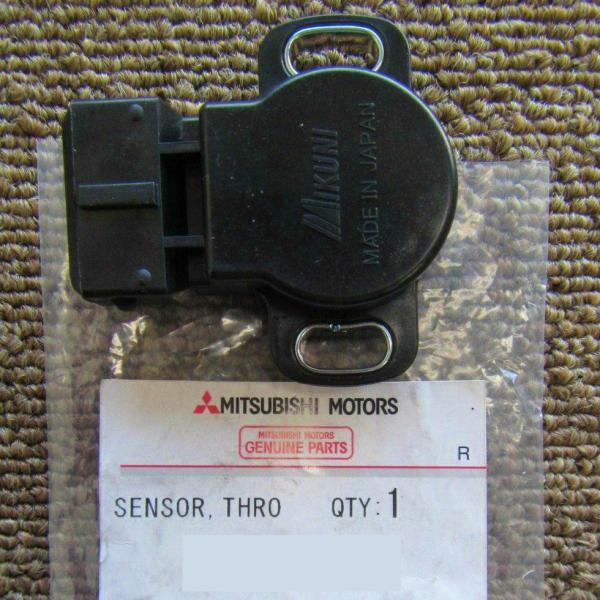 MIKUNI
MADE IN JAPAN
MITSUBISHI MOTORS
MITSUBISHI MOTORS
GENUINE PARTS
R
SENSOR, THRO QTY: 1